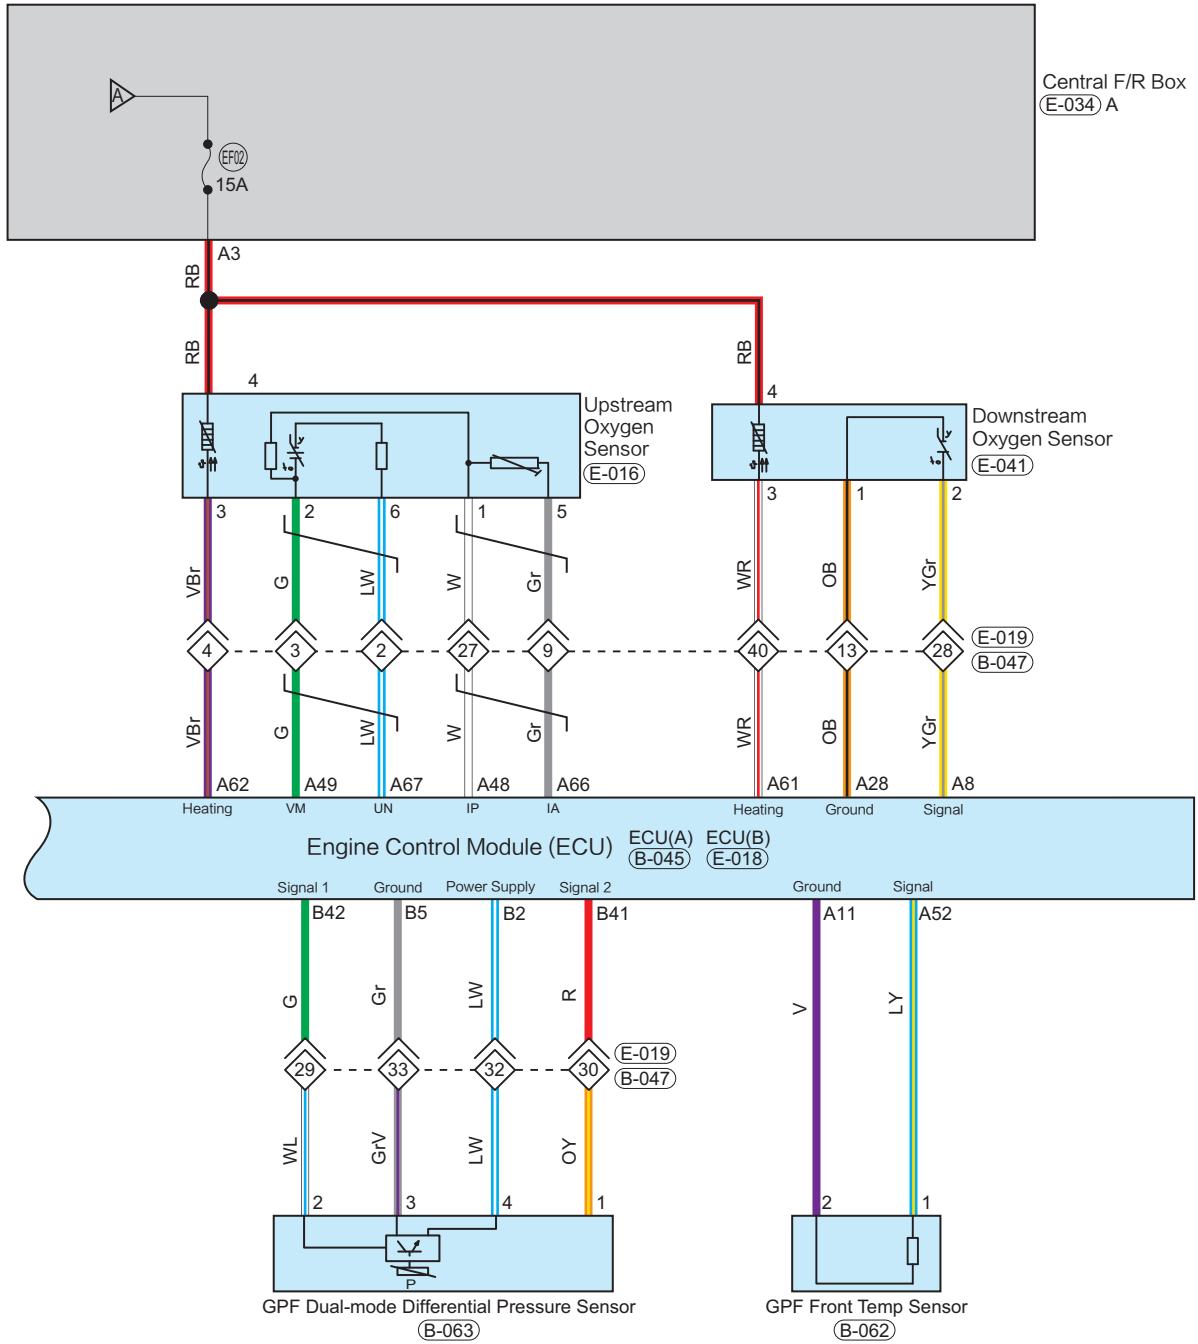 Central F/R Box
E-034 A
A
EF02
15A
A3
RB
RB
RB
4
4
Upstream
Oxygen
Sensor
E-016
Downstream
Oxygen Sensor
E-041
3 2 6 1 5 3 1 2
VBr G LW W Gr WR OB YGr
4 3 2 27 9 40 13 28
E-019
B-047
VBr G LW W Gr WR OB YGr
A62 A49 A67 A48 A66 A61 A28 A8
Heating VM UN IP IA Heating Ground Signal
Engine Control Module (ECU)
ECU(A) ECU(B)
B-045 E-018
Signal 1 Ground Power Supply Signal 2 Ground Signal
B42 B5 B2 B41 A11 A52
G Gr LW R V LY
29 33 32 30
E-019
B-047
WL GrV LW OY
2 3 4 1 2 1
P
GPF Dual-mode Differential Pressure Sensor
B-063
GPF Front Temp Sensor
B-062